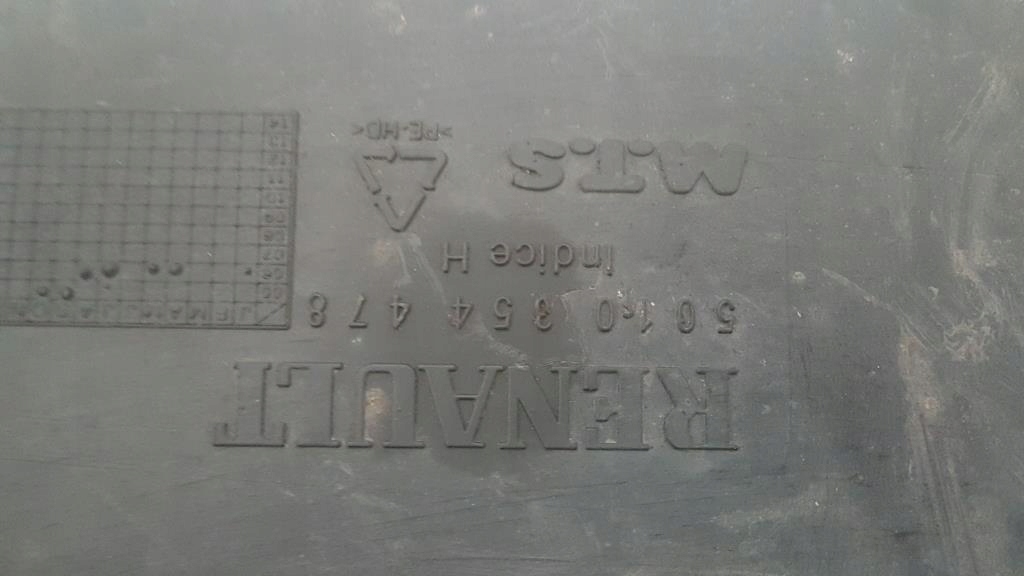 RENAULT
5010 354 478
Indice H
M.T.S
>PE-HD<